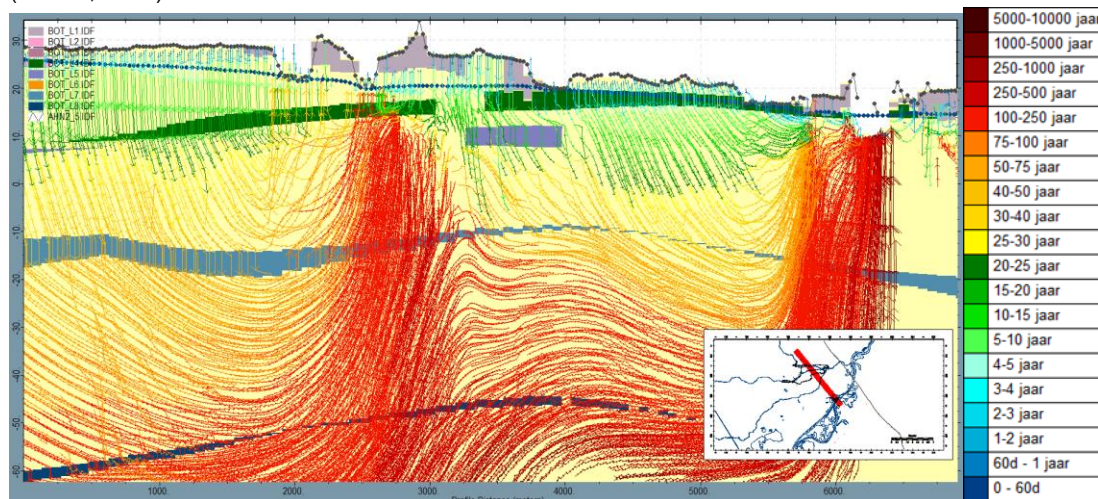 30
20
10
0
-10
-20
-30
-40
-50
-60
BOT_L1.IDF
BOT_L2.IDF
BOT_L5.IDF
BOT_L6.IDF
BOT_L7.IDF
BOT_L8.IDF
AHN2_5.IDF
1000
2000
3000
4000
5000
6000
Profile Distance (meters)
5000-10000 jaar
1000-5000 jaar
250-1000 jaar
250-500 jaar
100-250 jaar
75-100 jaar
50-75 jaar
40-50 jaar
30-40 jaar
25-30 jaar
20-25 jaar
15-20 jaar
10-15 jaar
5-10 jaar
4-5 jaar
3-4 jaar
2-3 jaar
1-2 jaar
60d - 1 jaar
0 - 60d